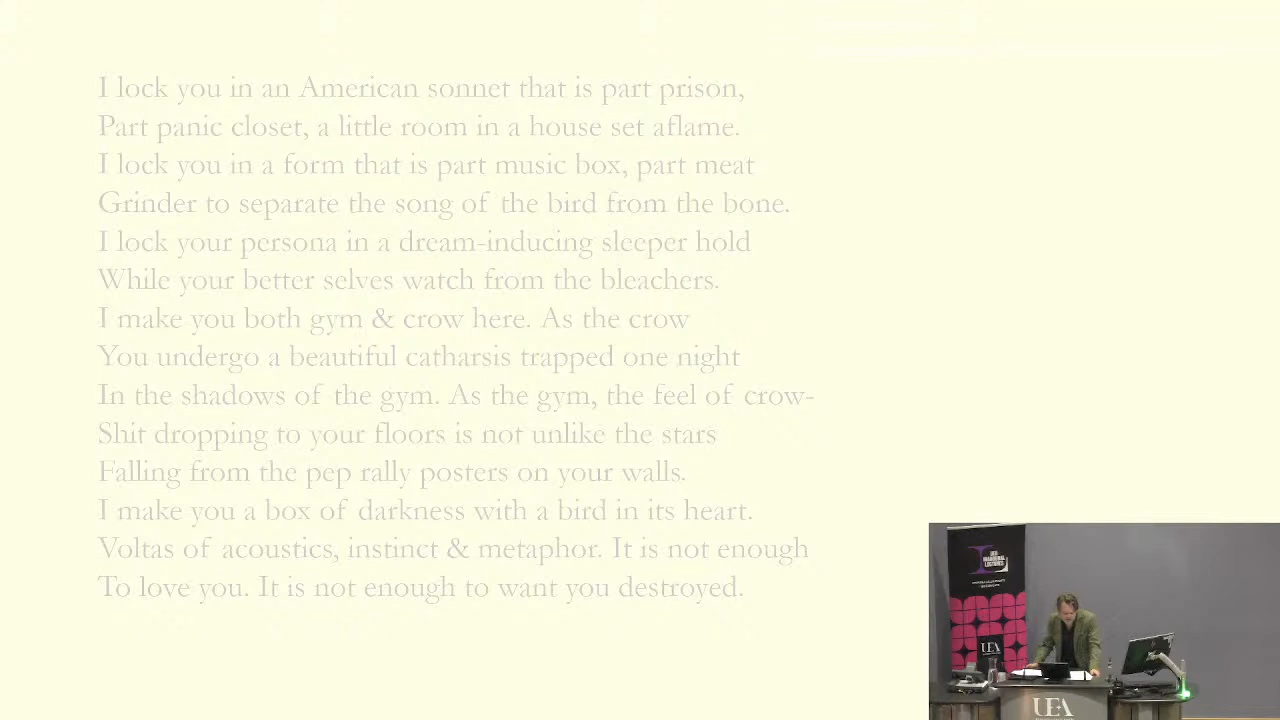 I lock you in an American sonnet that is part prison,
Part panic closet, a little room in a house set aflame.
I lock you in a form that is part music box, part meat
Grinder to separate the song of the bird from the bone.
I lock your persona in a dream-inducing sleeper hold
While your better selves watch from the bleachers.
I make you both gym & crow here. As the crow
You undergo a beautiful catharsis trapped one night
In the shadows of the gym. As the gym, the feel of crow-
Shit dropping to your floors is not unlike the stars
Falling from the pep rally posters on your walls.
I make you a box of darkness with a bird in its heart.
Voltas of acoustics, instinct & metaphor. It is not enough
To love you. It is not enough to want you destroyed.
INAUGURAL
LECTURES
UEA
UEA